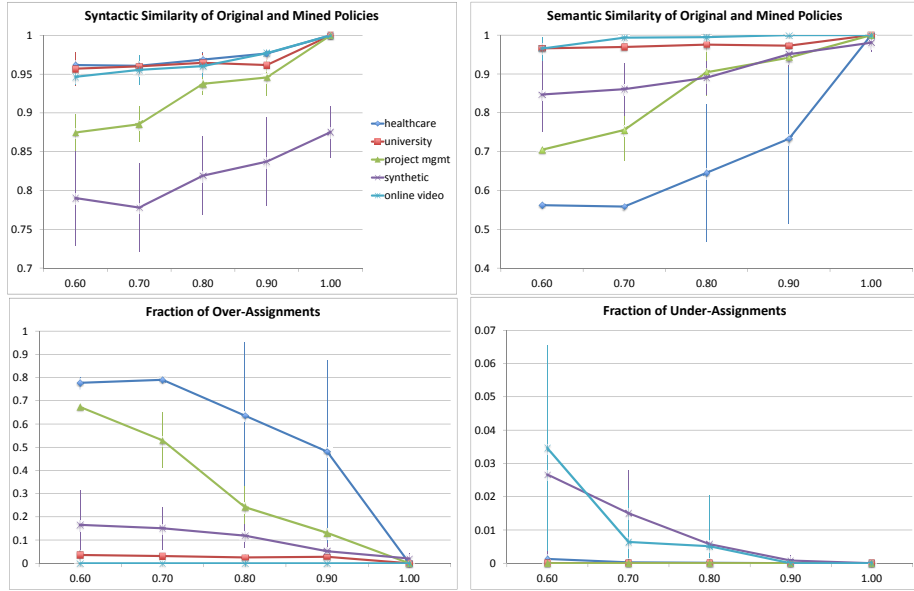 Syntactic Similarity of Original and Mined Policies
1
0.95
0.9
0.85
0.8
0.75
0.7
0.60 0.70 0.80 0.90 1.00
healthcare
university
project mgmt
synthetic
online video
Semantic Similarity of Original and Mined Policies
1
0.9
0.8
0.7
0.6
0.5
0.4
0.60 0.70 0.80 0.90 1.00
Fraction of Over-Assignments
1
0.9
0.8
0.7
0.6
0.5
0.4
0.3
0.2
0.1
0
0.60 0.70 0.80 0.90 1.00
Fraction of Under-Assignments
0.07
0.06
0.05
0.04
0.03
0.02
0.01
0
0.60 0.70 0.80 0.90 1.00